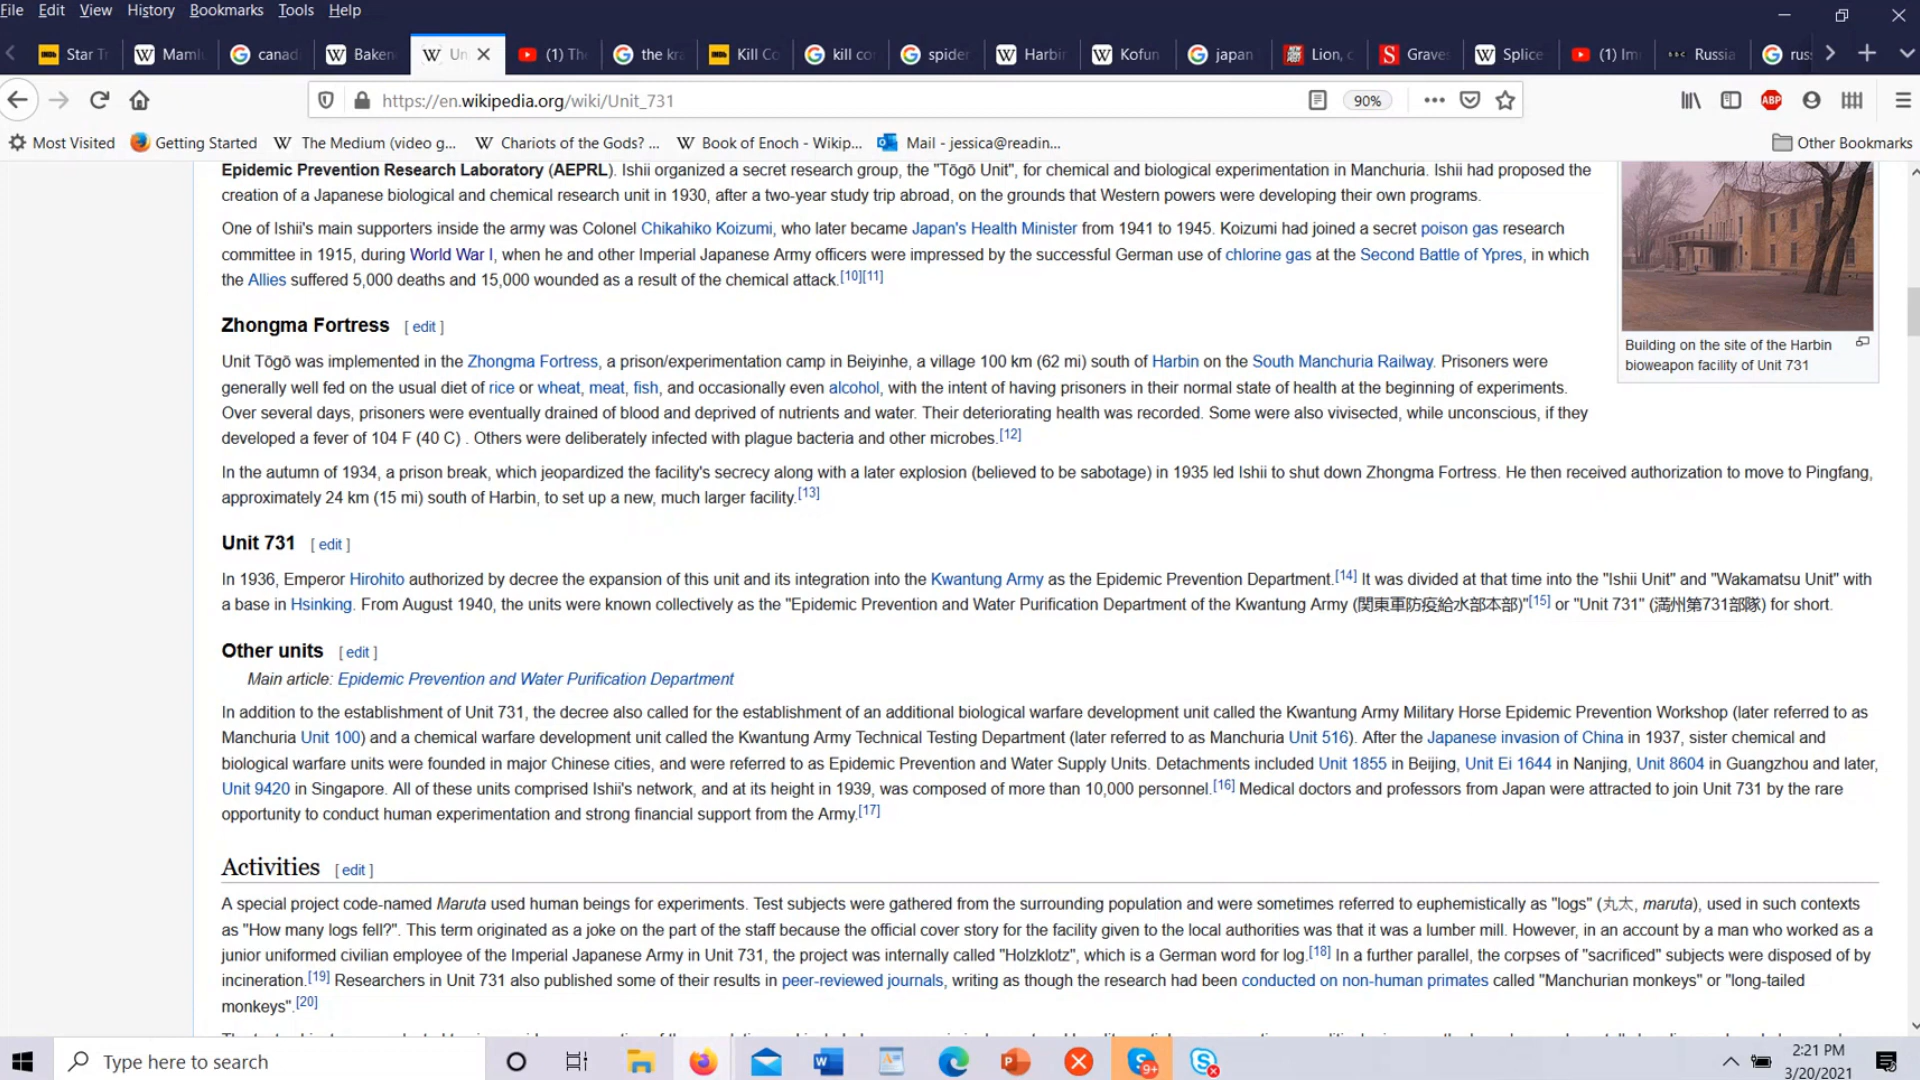 File Edit View History Bookmarks Tools Help
Star T Maml canad Baken Un (1) Th the kra Kill Co kill co spider Harbi Kofun japan Lion, c Graves Splice (1) Im Russia rus
https://en.wikipedia.org/wiki/Unit_731 90% ABP
Most Visited Getting Started The Medium (video g... Chariots of the Gods? ... Book of Enoch - Wikip... Mail - jessica@readin... Other Bookmarks
Epidemic Prevention Research Laboratory (AEPRL). Ishii organized a secret research group, the "Tōgō Unit", for chemical and biological experimentation in Manchuria. Ishii had proposed the
creation of a Japanese biological and chemical research unit in 1930, after a two-year study trip abroad, on the grounds that Western powers were developing their own programs.
One of Ishii's main supporters inside the army was Colonel Chikahiko Koizumi, who later became Japan's Health Minister from 1941 to 1945. Koizumi had joined a secret poison gas research
committee in 1915, during World War I, when he and other Imperial Japanese Army officers were impressed by the successful German use of chlorine gas at the Second Battle of Ypres, in which
the Allies suffered 5,000 deaths and 15,000 wounded as a result of the chemical attack.[10][11]
Building on the site of the Harbin
bioweapon facility of Unit 731
Zhongma Fortress [ edit ]
Unit Tōgō was implemented in the Zhongma Fortress, a prison/experimentation camp in Beiyinhe, a village 100 km (62 mi) south of Harbin on the South Manchuria Railway. Prisoners were
generally well fed on the usual diet of rice or wheat, meat, fish, and occasionally even alcohol, with the intent of having prisoners in their normal state of health at the beginning of experiments.
Over several days, prisoners were eventually drained of blood and deprived of nutrients and water. Their deteriorating health was recorded. Some were also vivisected, while unconscious, if they
developed a fever of 104 F (40 C) . Others were deliberately infected with plague bacteria and other microbes.[12]
In the autumn of 1934, a prison break, which jeopardized the facility's secrecy along with a later explosion (believed to be sabotage) in 1935 led Ishii to shut down Zhongma Fortress. He then received authorization to move to Pingfang,
approximately 24 km (15 mi) south of Harbin, to set up a new, much larger facility.[13]
Unit 731 [ edit ]
In 1936, Emperor Hirohito authorized by decree the expansion of this unit and its integration into the Kwantung Army as the Epidemic Prevention Department.[14] It was divided at that time into the "Ishii Unit" and "Wakamatsu Unit" with
a base in Hsinking. From August 1940, the units were known collectively as the "Epidemic Prevention and Water Purification Department of the Kwantung Army (関東軍防疫給水部本部)"[15] or "Unit 731" (満州第731部隊) for short.
Other units [ edit ]
Main article: Epidemic Prevention and Water Purification Department
In addition to the establishment of Unit 731, the decree also called for the establishment of an additional biological warfare development unit called the Kwantung Army Military Horse Epidemic Prevention Workshop (later referred to as
Manchuria Unit 100) and a chemical warfare development unit called the Kwantung Army Technical Testing Department (later referred to as Manchuria Unit 516). After the Japanese invasion of China in 1937, sister chemical and
biological warfare units were founded in major Chinese cities, and were referred to as Epidemic Prevention and Water Supply Units. Detachments included Unit 1855 in Beijing, Unit Ei 1644 in Nanjing, Unit 8604 in Guangzhou and later,
Unit 9420 in Singapore. All of these units comprised Ishii's network, and at its height in 1939, was composed of more than 10,000 personnel.[16] Medical doctors and professors from Japan were attracted to join Unit 731 by the rare
opportunity to conduct human experimentation and strong financial support from the Army.[17]
Activities [ edit ]
A special project code-named Maruta used human beings for experiments. Test subjects were gathered from the surrounding population and were sometimes referred to euphemistically as "logs" (丸太, maruta), used in such contexts
as "How many logs fell?". This term originated as a joke on the part of the staff because the official cover story for the facility given to the local authorities was that it was a lumber mill. However, in an account by a man who worked as a
junior uniformed civilian employee of the Imperial Japanese Army in Unit 731, the project was internally called "Holzklotz", which is a German word for log.[18] In a further parallel, the corpses of "sacrificed" subjects were disposed of by
incineration.[19] Researchers in Unit 731 also published some of their results in peer-reviewed journals, writing as though the research had been conducted on non-human primates called "Manchurian monkeys" or "long-tailed
monkeys".[20]
Type here to search 9+ 2:21 PM
3/20/2021